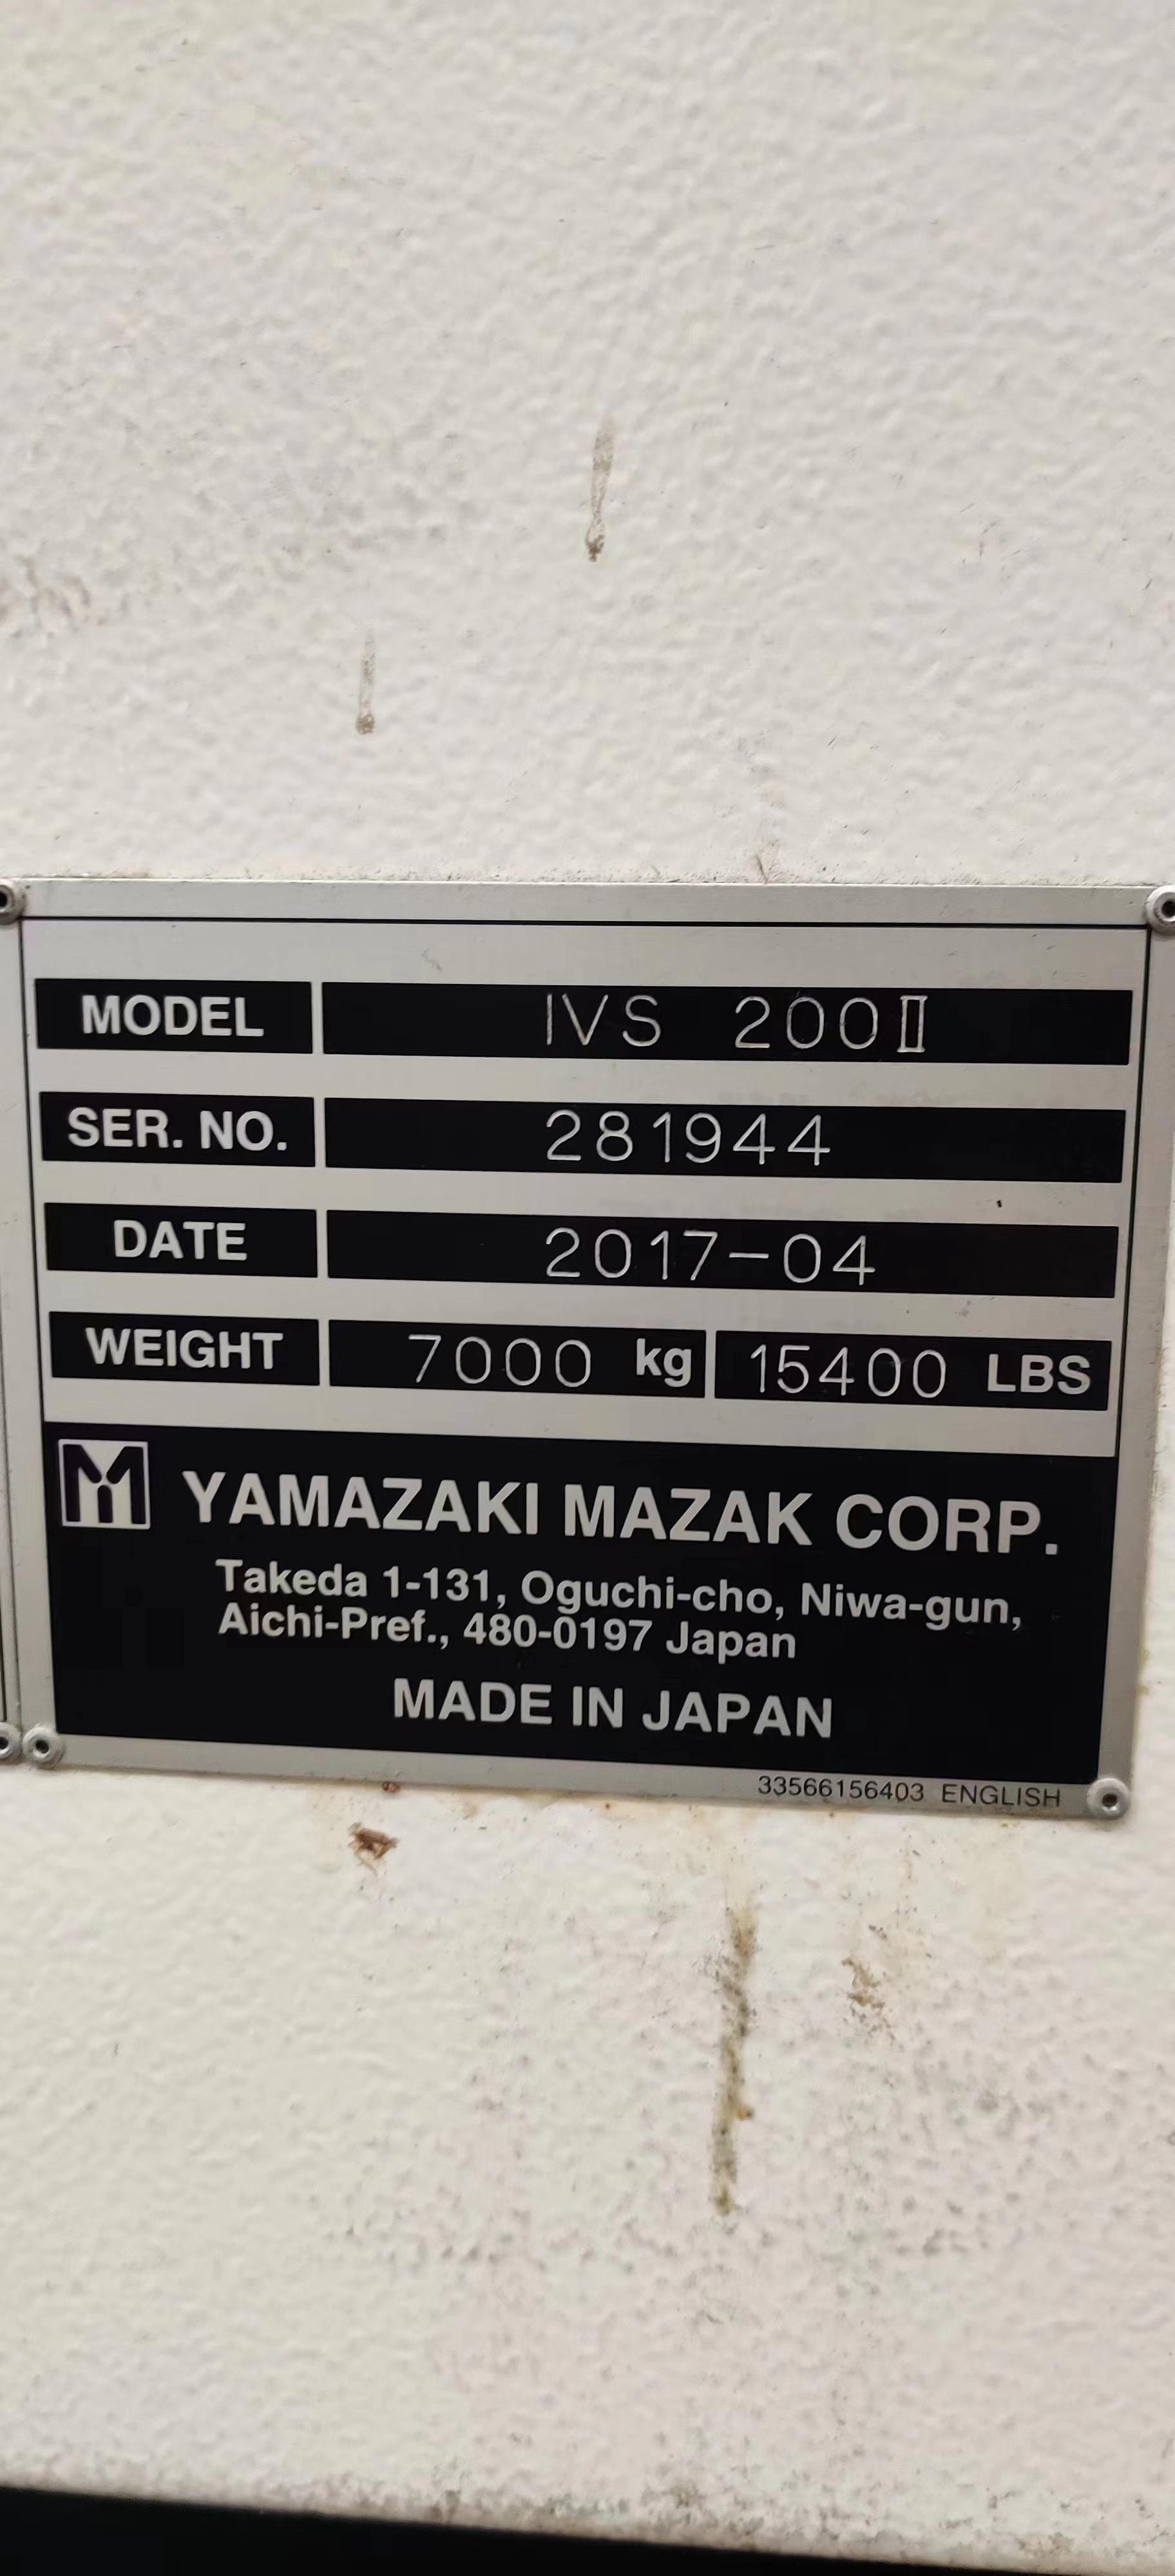 MODEL IVS 200Ⅱ
SER. NO. 281944
DATE 2017-04
WEIGHT 7000 kg 15400 LBS
YAMAZAKI MAZAK CORP.
Takeda 1-131, Oguchi-cho, Niwa-gun,
Aichi-Pref., 480-0197 Japan
MADE IN JAPAN
33566156403 ENGLISH